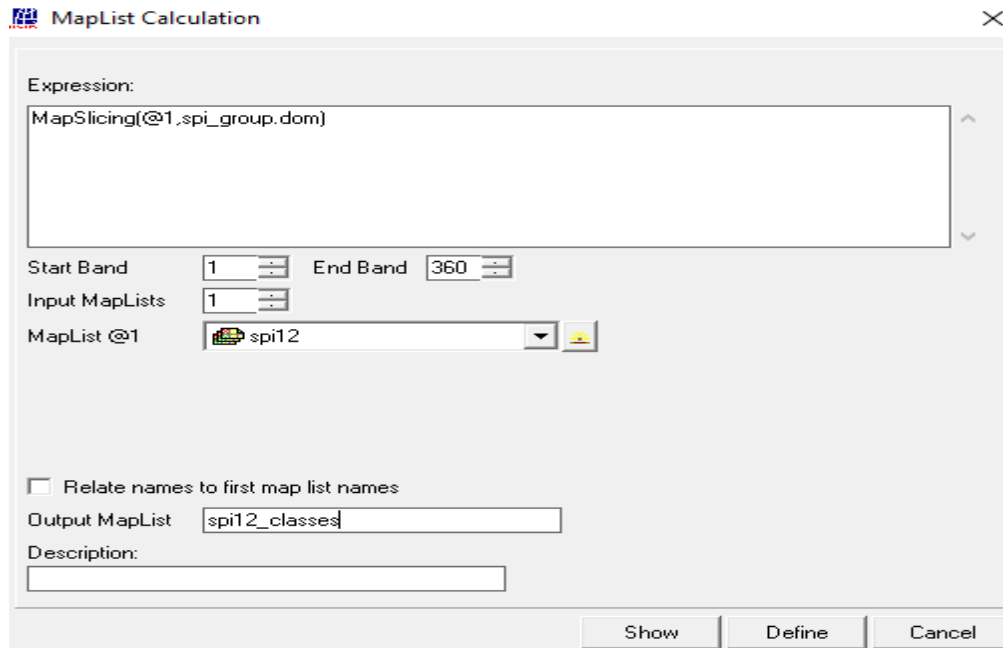 MapList Calculation
Expression:
MapSlicing(@1,spi_group.dom)
Start Band 1 End Band 360
Input MapLists 1
MapList @1 spi12
Relate names to first map list names
Output MapList spi12_classes
Description:
Show Define Cancel